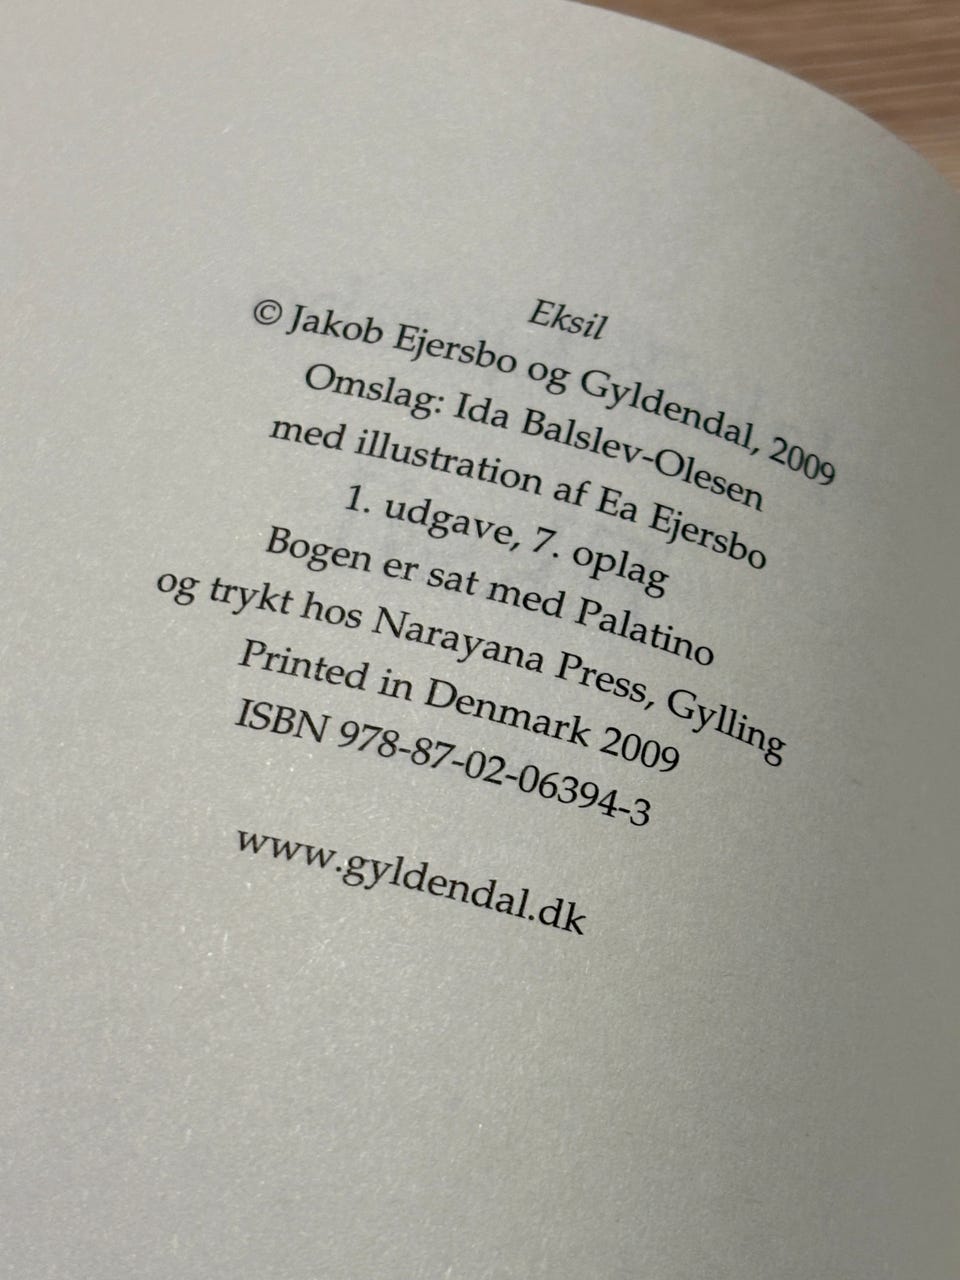 Eksil
© Jakob Ejersbo og Gyldendal, 2009
Omslag: Ida Balslev-Olesen
med illustration af Ea Ejersbo
1. udgave, 7. oplag
Bogen er sat med Palatino
og trykt hos Narayana Press, Gylling
Printed in Denmark 2009
ISBN 978-87-02-06394-3
www.gyldendal.dk